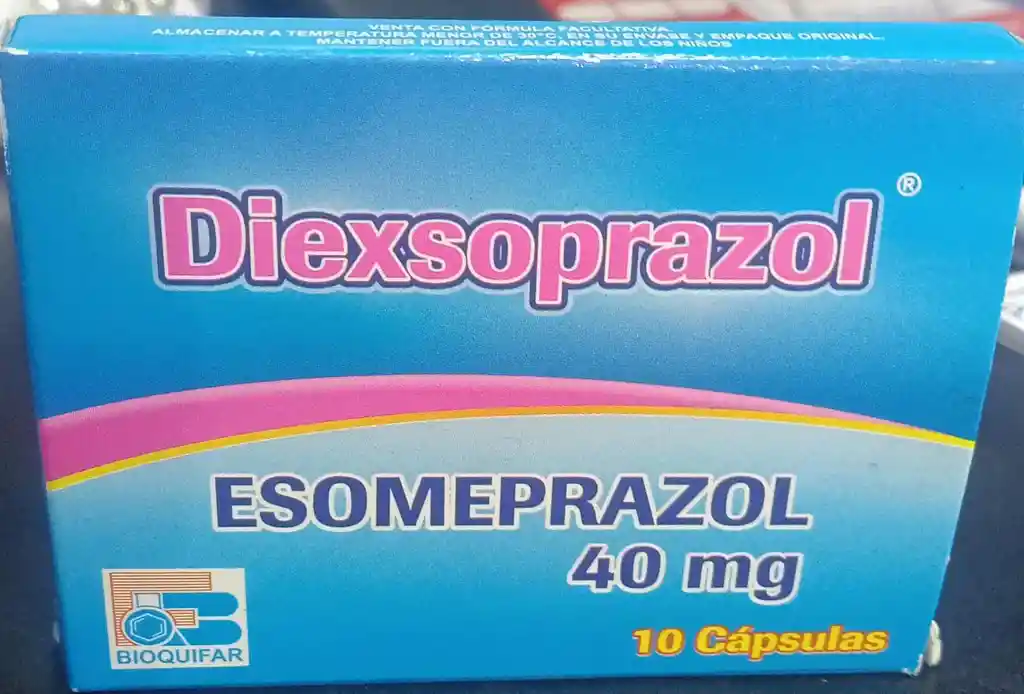 VENTA CON FÓRMULA FACULTATIVA.
ALMACENAR A TEMPERATURA MENOR DE 30°C, EN SU ENVASE Y EMPAQUE ORIGINAL.
MANTENER FUERA DEL ALCANCE DE LOS NIÑOS
Diexsoprazol ®
ESOMEPRAZOL
40 mg
BIOQUIFAR
10 Cápsulas